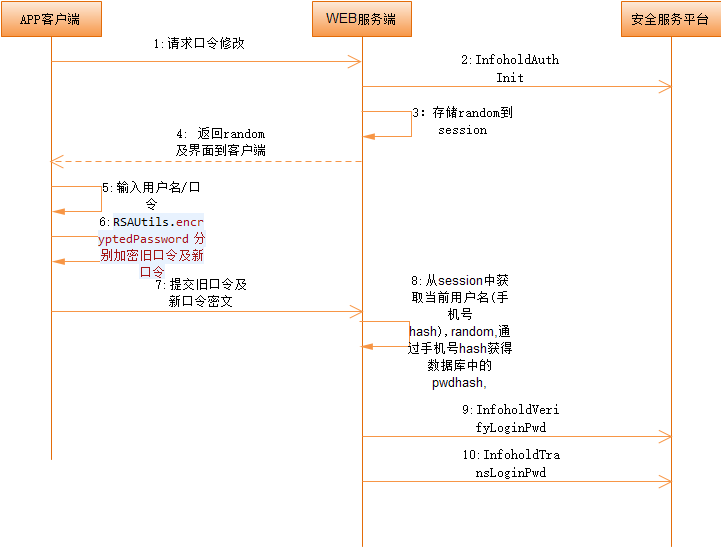 APP客户端
WEB服务端
安全服务平台
1:请求口令修改
2:InfoholdAuth
Init
3：存储random到
session
4: 返回random
及界面到客户端
5:输入用户名/口
令
6:RSAUtils.encr
yptedPassword 分
别加密旧口令及新
口令
7:提交旧口令及
新口令密文
8：从session中获
取当前用户名(手
机号
hash),random,通
过手机号hash获得
数据库中的
pwdhash,
9:InfoholdVeri
fyLoginPwd
10:InfoholdTra
nsLoginPwd